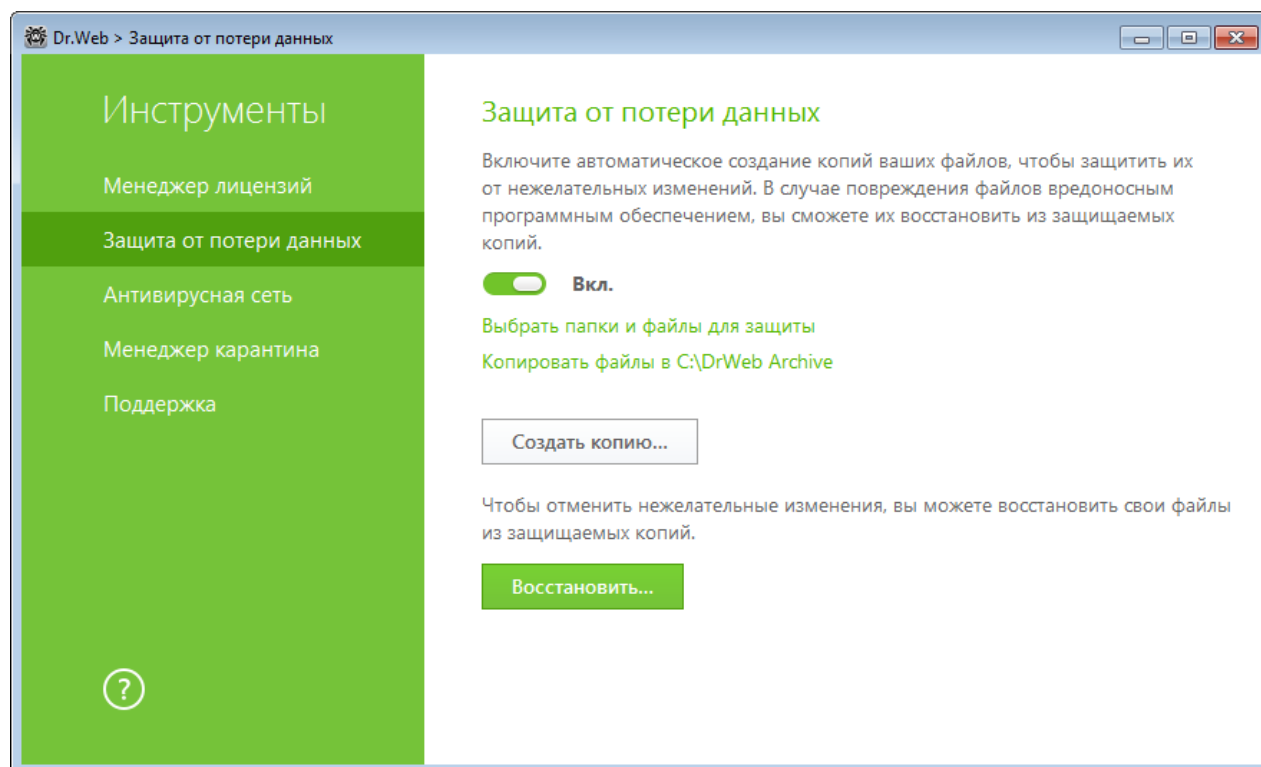 Dr.Web > Защита от потери данных
Инструменты
Менеджер лицензий
Защита от потери данных
Антивирусная сеть
Менеджер карантина
Поддержка
?
Защита от потери данных
Включите автоматическое создание копий ваших файлов, чтобы защитить их
от нежелательных изменений. В случае повреждения файлов вредоносным
программным обеспечением, вы сможете их восстановить из защищаемых
копий.
Вкл.
Выбрать папки и файлы для защиты
Копировать файлы в C:\DrWeb Archive
Создать копию...
Чтобы отменить нежелательные изменения, вы можете восстановить свои файлы
из защищаемых копий.
Восстановить...